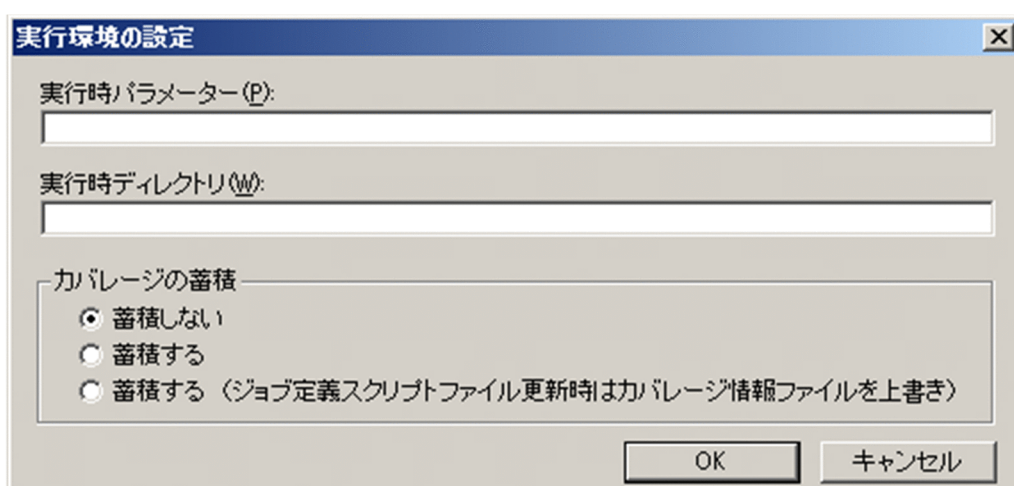 実行環境の設定
実行時パラメーター(P):
実行時ディレクトリ(W):
カバレージの蓄積
蓄積しない
蓄積する
蓄積する（ジョブ定義スクリプトファイル更新時はカバレージ情報ファイルを上書き）
OK キャンセル